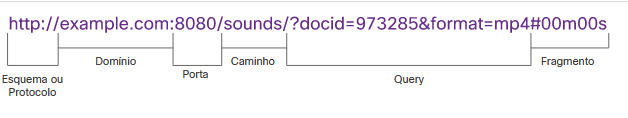 http://example.com:8080/sounds/?docid=973285&format=mp4#00m00s
Esquema ou
Protocolo
Domínio
Porta
Caminho
Query
Fragmento